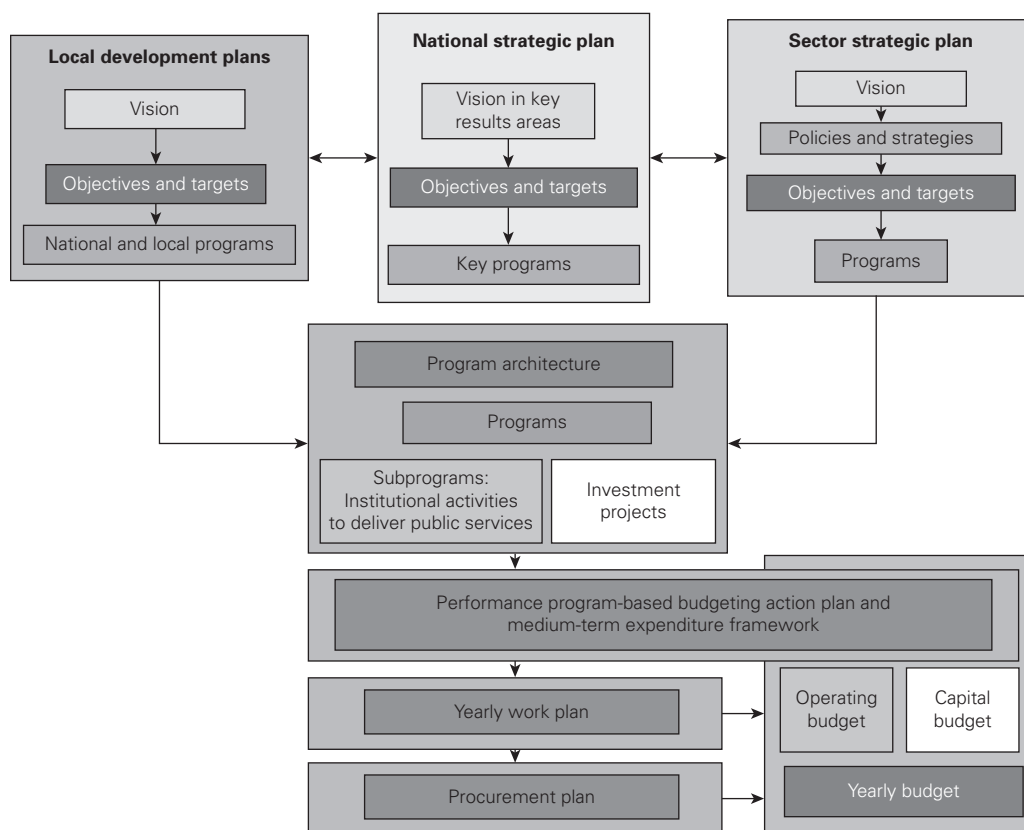 Local development plans
Vision
Objectives and targets
National and local programs
National strategic plan
Vision in key
results areas
Objectives and targets
Key programs
Sector strategic plan
Vision
Policies and strategies
Objectives and targets
Programs
Program architecture
Programs
Subprograms:
Institutional activities
to deliver public services
Investment
projects
Performance program-based budgeting action plan and
medium-term expenditure framework
Yearly work plan
Operating
budget
Capital
budget
Procurement plan
Yearly budget